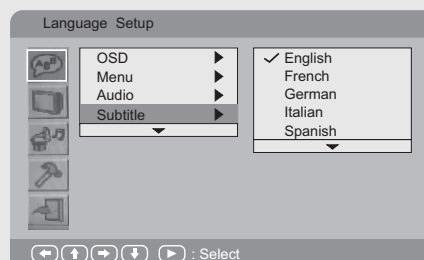 Language Setup
OSD
Menu
Audio
Subtitle
English
French
German
Italian
Spanish
: Select